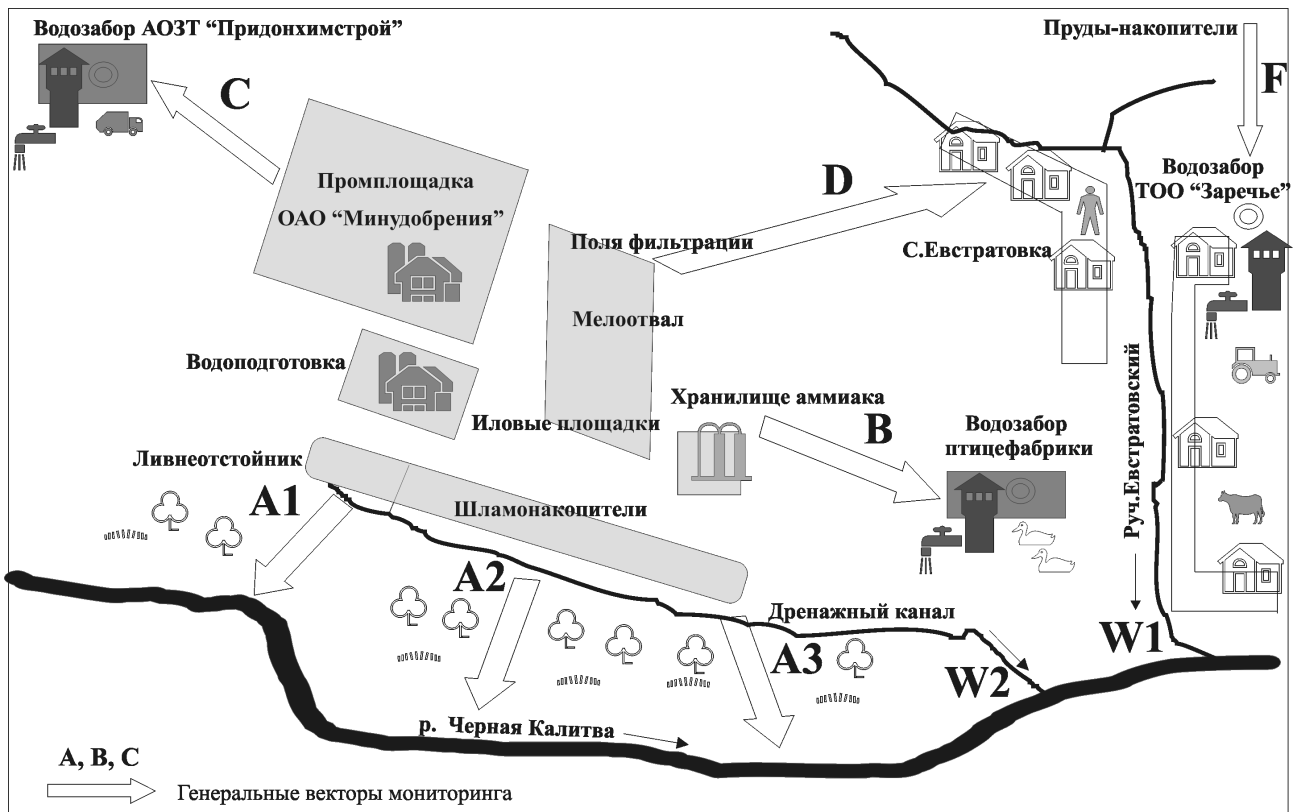 Водозабор АОЗТ “Придонхимстрой”
Пруды-накопители
C
F
Промплощадка
ОАО “Минудобрения”
D
Водозабор
ТОО “Заречье”
Поля фильтрации
С.Евстратовка
Мелоотвал
Водоподготовка
Хранилище аммиака
Иловые площадки
B
Водозабор
птицефабрики
Руч.Евстратовский
Ливнеотстойник
A1
Шламонакопители
A2
Дренажный канал
A3
W1
W2
р. Черная Калитва
A, B, C
Генеральные векторы мониторинга